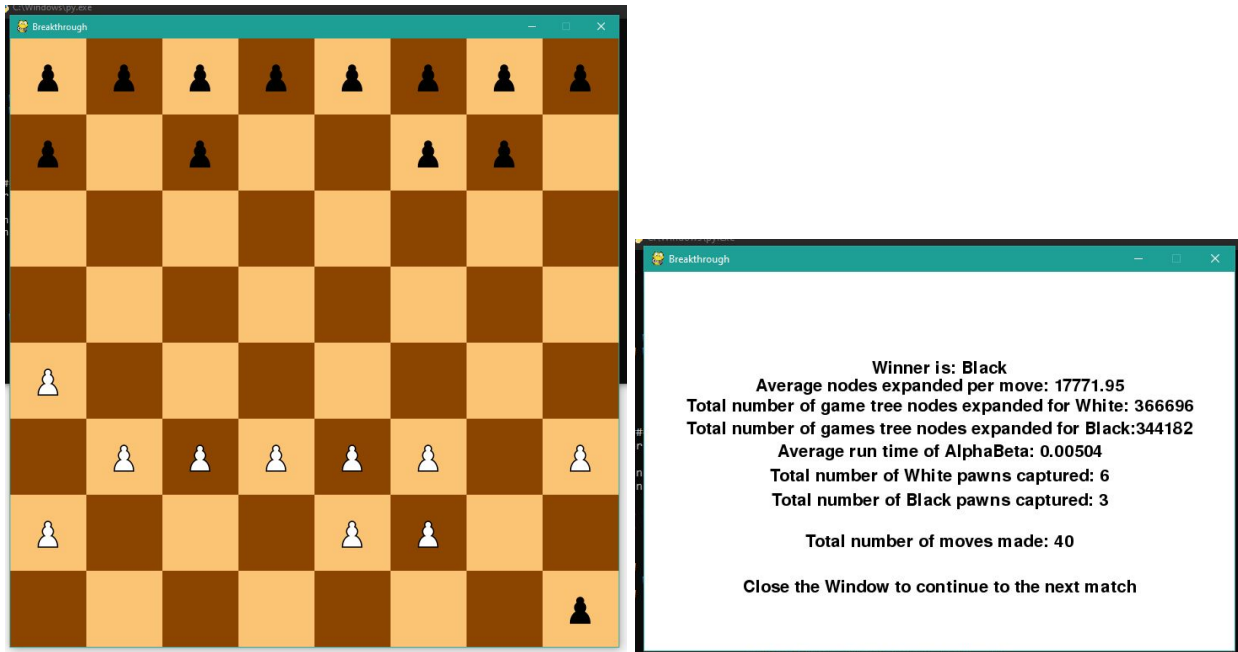 C:\Windows\py.exe
Breakthrough
Breakthrough
Winner is: Black
Average nodes expanded per move: 17771.95
Total number of game tree nodes expanded for White: 366696
Total number of games tree nodes expanded for Black:344182
Average run time of AlphaBeta: 0.00504
Total number of White pawns captured: 6
Total number of Black pawns captured: 3
Total number of moves made: 40
Close the Window to continue to the next match